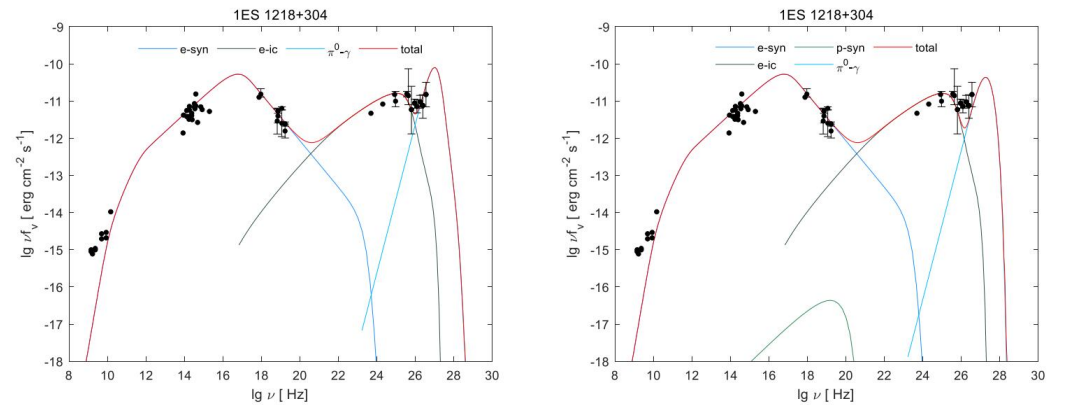 1ES 1218+304
e-syn e-ic π⁰-γ total
lg νfᵥ [ erg cm⁻² s⁻¹ ]
-9
-10
-11
-12
-13
-14
-15
-16
-17
-18
8 10 12 14 16 18 20 22 24 26 28 30
lg ν [ Hz]
1ES 1218+304
e-syn p-syn total
e-ic π⁰-γ
lg νfᵥ [ erg cm⁻² s⁻¹ ]
-9
-10
-11
-12
-13
-14
-15
-16
-17
-18
8 10 12 14 16 18 20 22 24 26 28 30
lg ν [ Hz]